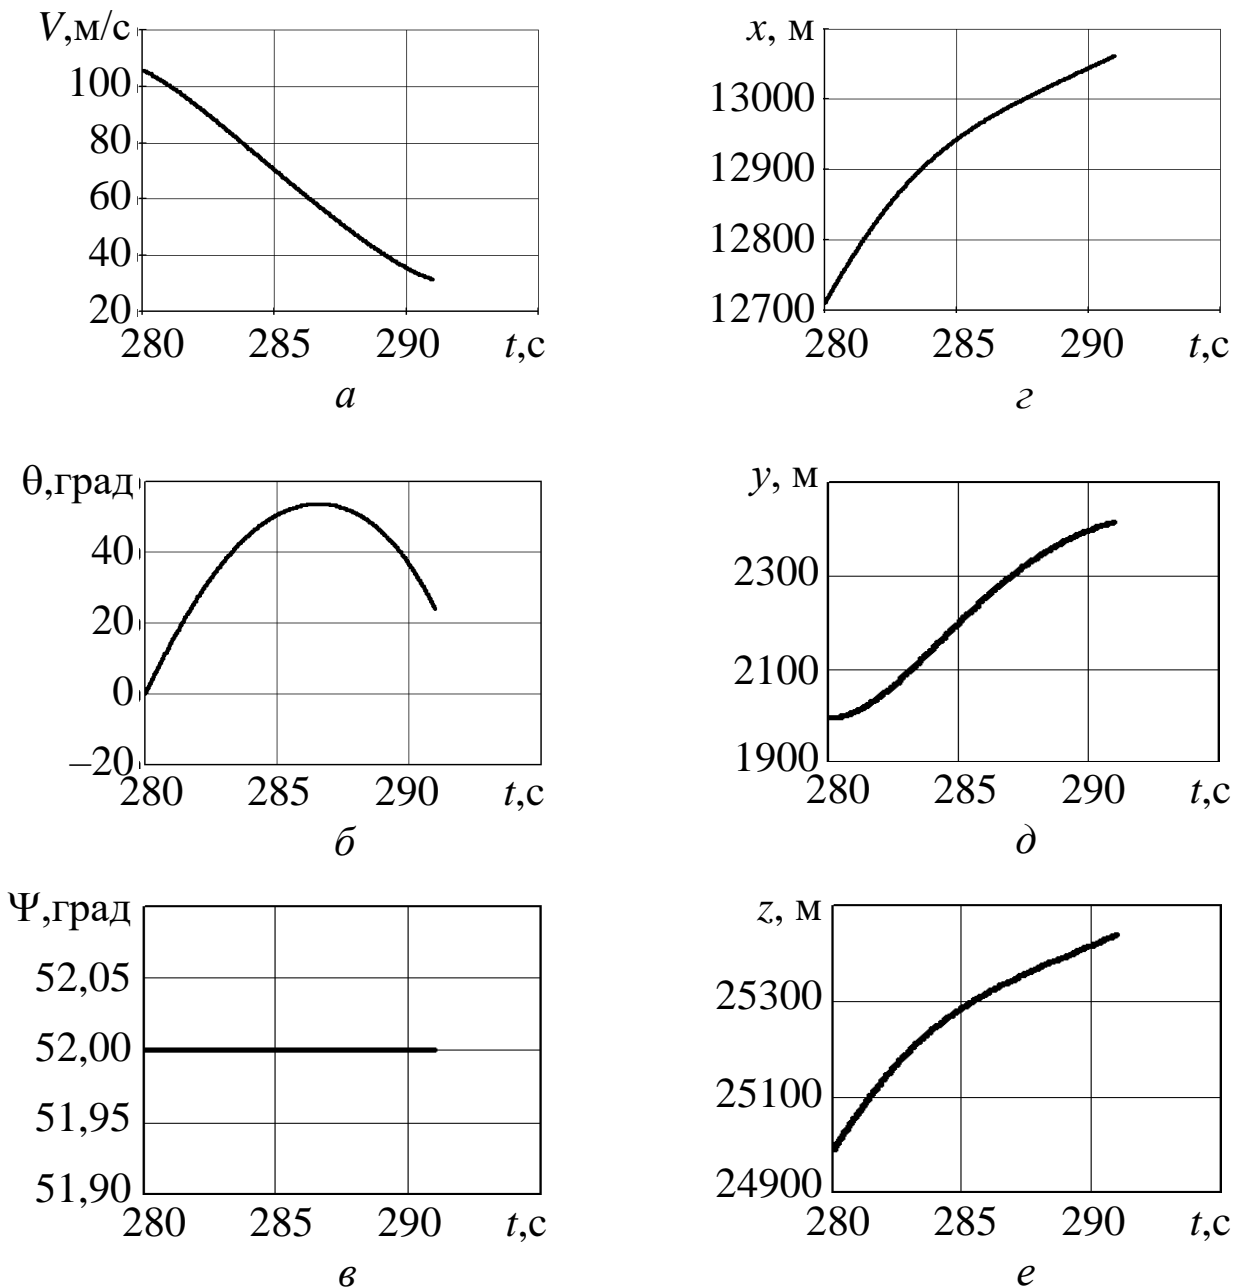 V,м/с
100
80
60
40
20
280 285 290 t,с
а
x, м
13000
12900
12800
12700
280 285 290 t,с
г
θ,град
40
20
0
–20
280 285 290 t,с
б
y, м
2300
2100
1900
280 285 290 t,с
д
Ψ,град
52,05
52,00
51,95
51,90
280 285 290 t,с
в
z, м
25300
25100
24900
280 285 290 t,с
е